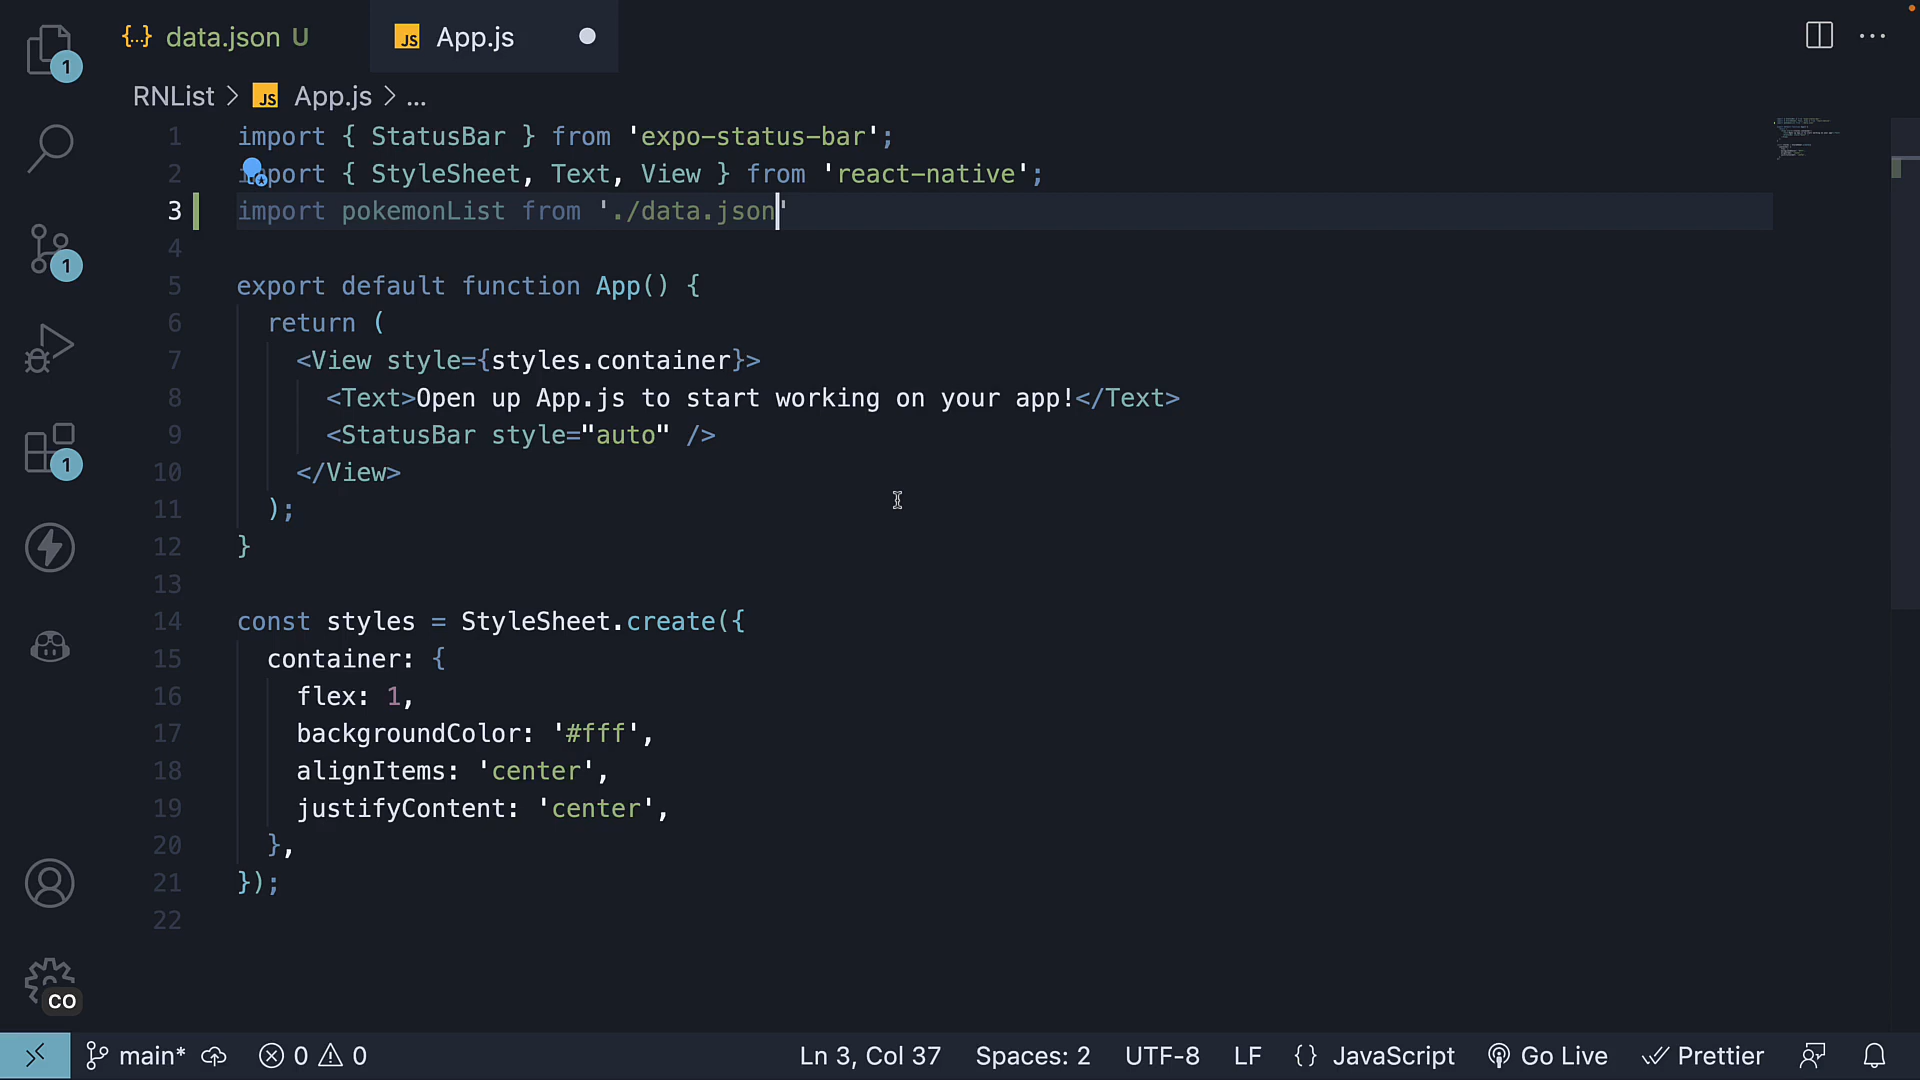 {..} data.json U
JS App.js
RNList > JS App.js > ...
1 import { StatusBar } from 'expo-status-bar';
2 import { StyleSheet, Text, View } from 'react-native';
3 import pokemonList from './data.json'
4
5 export default function App() {
6 return (
7 <View style={styles.container}>
8 <Text>Open up App.js to start working on your app!</Text>
9 <StatusBar style="auto" />
10 </View>
11 );
12 }
13
14 const styles = StyleSheet.create({
15 container: {
16 flex: 1,
17 backgroundColor: '#fff',
18 alignItems: 'center',
19 justifyContent: 'center',
20 },
21 });
22
1
1
1
CO
main* 0 0 Ln 3, Col 37 Spaces: 2 UTF-8 LF {} JavaScript Go Live Prettier